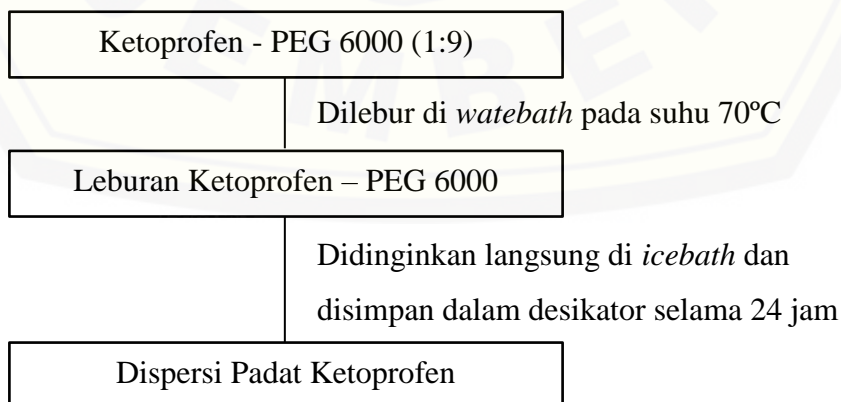 Ketoprofen - PEG 6000 (1:9)
Dilebur di watebath pada suhu 70ºC
Leburan Ketoprofen – PEG 6000
Didinginkan langsung di icebath dan
disimpan dalam desikator selama 24 jam
Dispersi Padat Ketoprofen